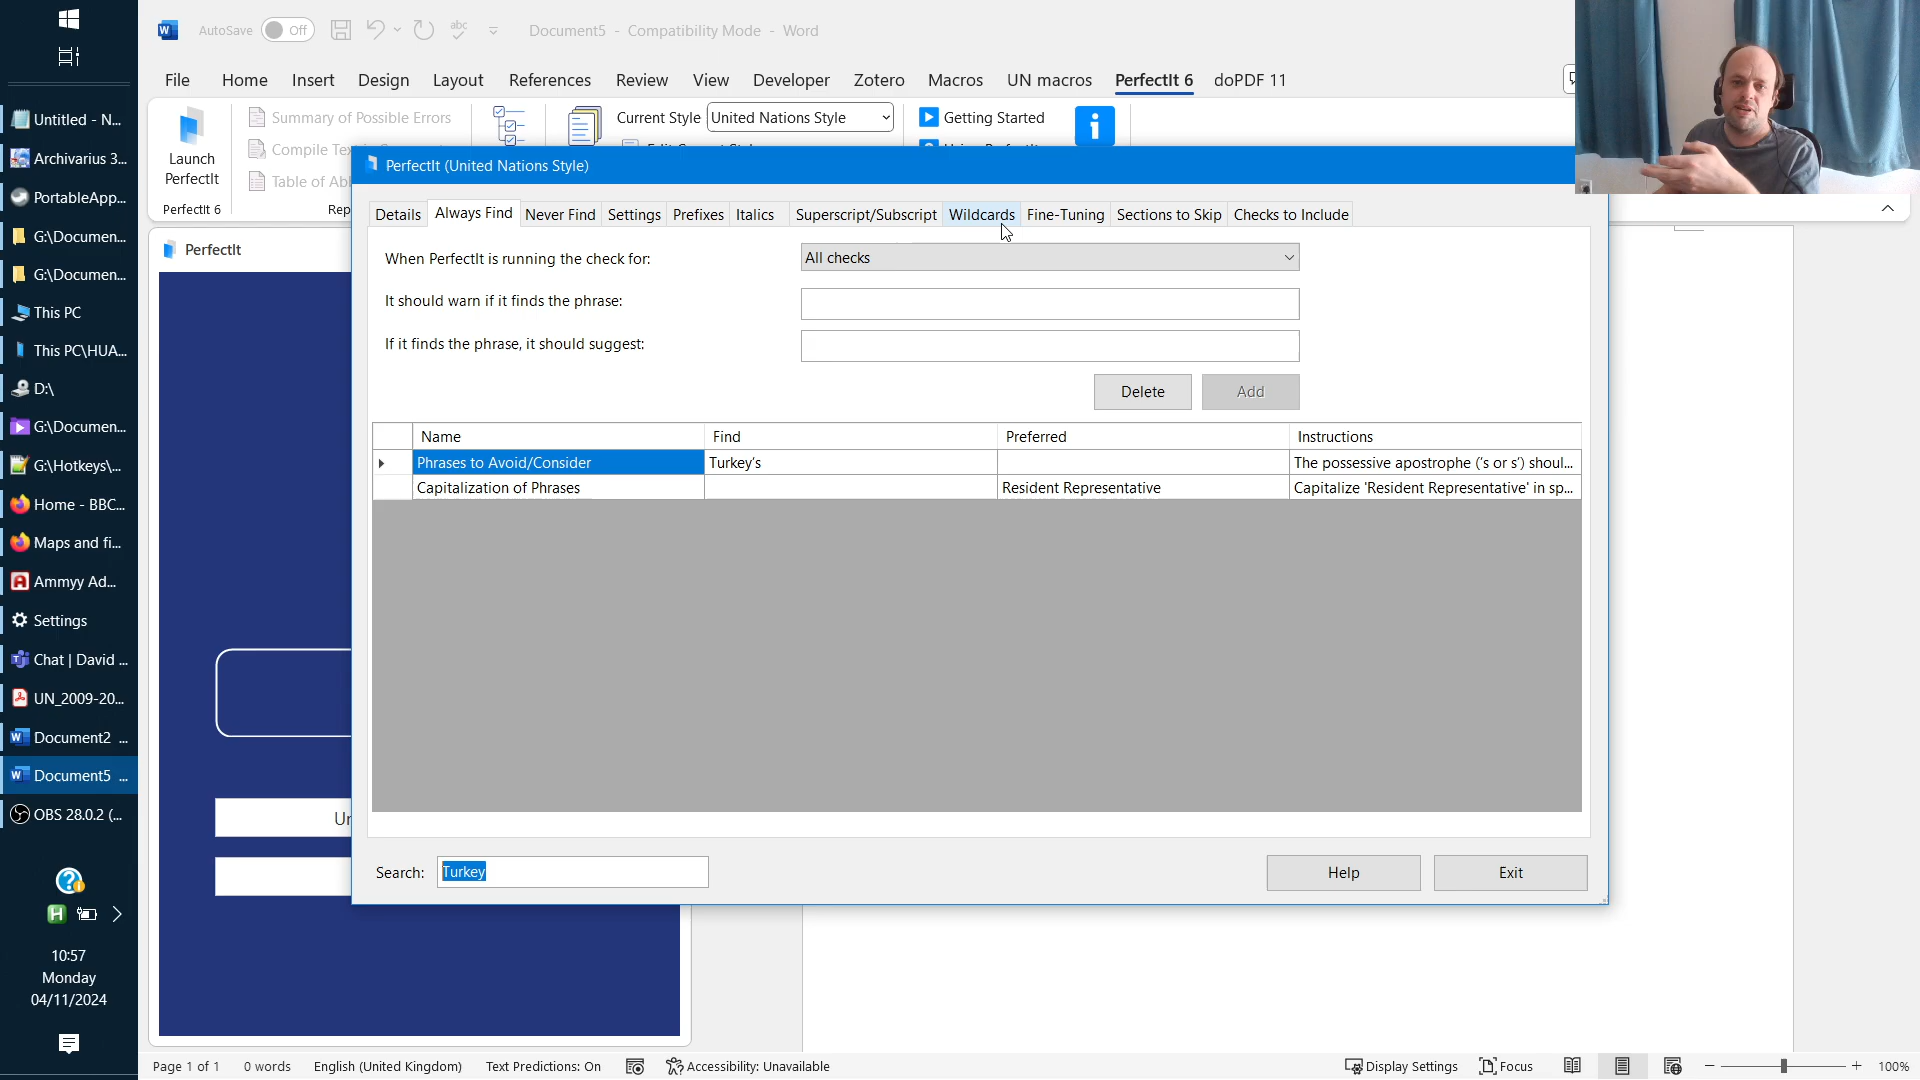 AutoSave Off Document5 - Compatibility Mode - Word
File Home Insert Design Layout References Review View Developer Zotero Macros UN macros PerfectIt 6 doPDF 11
Summary of Possible Errors
Current Style United Nations Style
Getting Started
Launch
PerfectIt
PerfectIt 6
PerfectIt (United Nations Style)
Details Always Find Never Find Settings Prefixes Italics Superscript/Subscript Wildcards Fine-Tuning Sections to Skip Checks to Include
PerfectIt
When PerfectIt is running the check for: All checks
It should warn if it finds the phrase:
If it finds the phrase, it should suggest:
Delete Add
Name Find Preferred Instructions
Phrases to Avoid/Consider Turkey's The possessive apostrophe ('s or s') shoul...
Capitalization of Phrases Resident Representative Capitalize 'Resident Representative' in sp...
Search: Turkey Help Exit
Untitled - N...
Archivarius 3...
PortableApp...
G:\Documen...
G:\Documen...
This PC
This PC\HUA...
D:\
G:\Documen...
G:\Hotkeys\...
Home - BBC...
Maps and fi...
Ammyy Ad...
Settings
Chat | David ...
UN_2009-20...
Document2 ...
Document5 ...
OBS 28.0.2 (...
10:57
Monday
04/11/2024
Page 1 of 1 0 words English (United Kingdom) Text Predictions: On Accessibility: Unavailable Display Settings Focus 100%